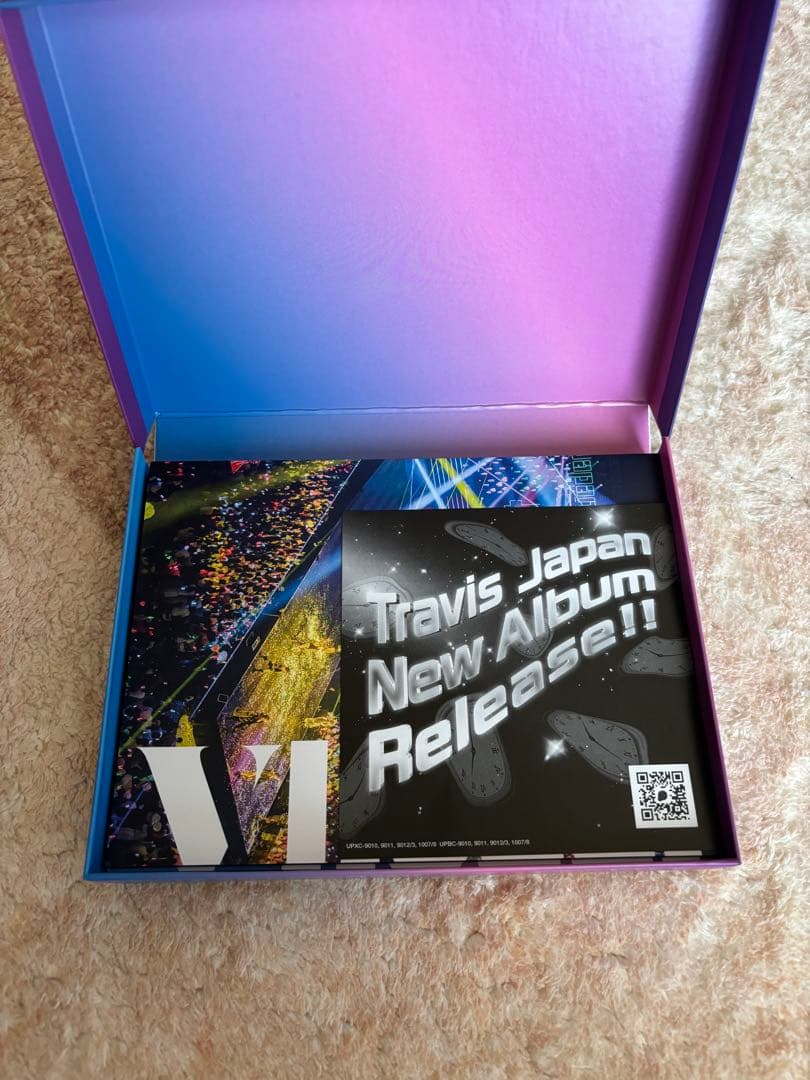 Travis Japan
New Album
Release!!
VI
UPXC-9010, 9011, 9012/3, 1007/8 UPBC-9010, 9011, 9012/3, 1007/8